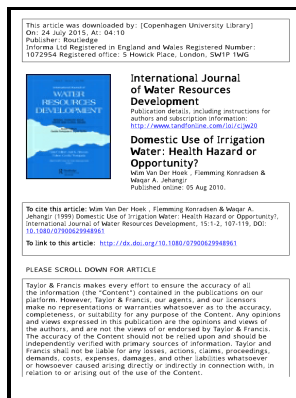 This article was downloaded by: [Copenhagen University Library]
On: 24 July 2015, At: 04:10
Publisher: Routledge
Informa Ltd Registered in England and Wales Registered Number:
1072954 Registered office: 5 Howick Place, London, SW1P 1WG
WATER
RESOURCES
DEVELOPMENT
International Journal
of Water Resources
Development
Publication details, including instructions for
authors and subscription information:
http://www.tandfonline.com/loi/cijw20
Domestic Use of Irrigation
Water: Health Hazard or
Opportunity?
Wim Van Der Hoek , Flemming Konradsen &
Waqar A. Jehangir
Published online: 05 Aug 2010.
To cite this article: Wim Van Der Hoek , Flemming Konradsen & Waqar A.
Jehangir (1999) Domestic Use of Irrigation Water: Health Hazard or Opportunity?,
International Journal of Water Resources Development, 15:1-2, 107-119, DOI:
10.1080/07900629948961
To link to this article: http://dx.doi.org/10.1080/07900629948961
PLEASE SCROLL DOWN FOR ARTICLE
Taylor & Francis makes every effort to ensure the accuracy of all
the information (the "Content") contained in the publications on our
platform. However, Taylor & Francis, our agents, and our licensors
make no representations or warranties whatsoever as to the accuracy,
completeness, or suitability for any purpose of the Content. Any opinions
and views expressed in this publication are the opinions and views of
the authors, and are not the views of or endorsed by Taylor & Francis.
The accuracy of the Content should not be relied upon and should be
independently verified with primary sources of information. Taylor and
Francis shall not be liable for any losses, actions, claims, proceedings,
demands, costs, expenses, damages, and other liabilities whatsoever
or howsoever caused arising directly or indirectly in connection with, in
relation to or arising out of the use of the Content.